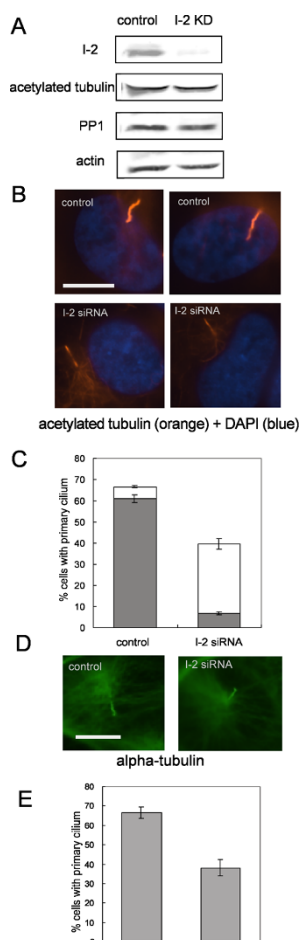 A
control I-2 KD
I-2
acetylated tubulin
PP1
actin
B
control
control
I-2 siRNA
I-2 siRNA
acetylated tubulin (orange) + DAPI (blue)
C
% cells with primary cilium
80
70
60
50
40
30
20
10
0
control I-2 siRNA
D
control
I-2 siRNA
alpha-tubulin
E
% cells with primary cilium
80
70
60
50
40
30
20
10